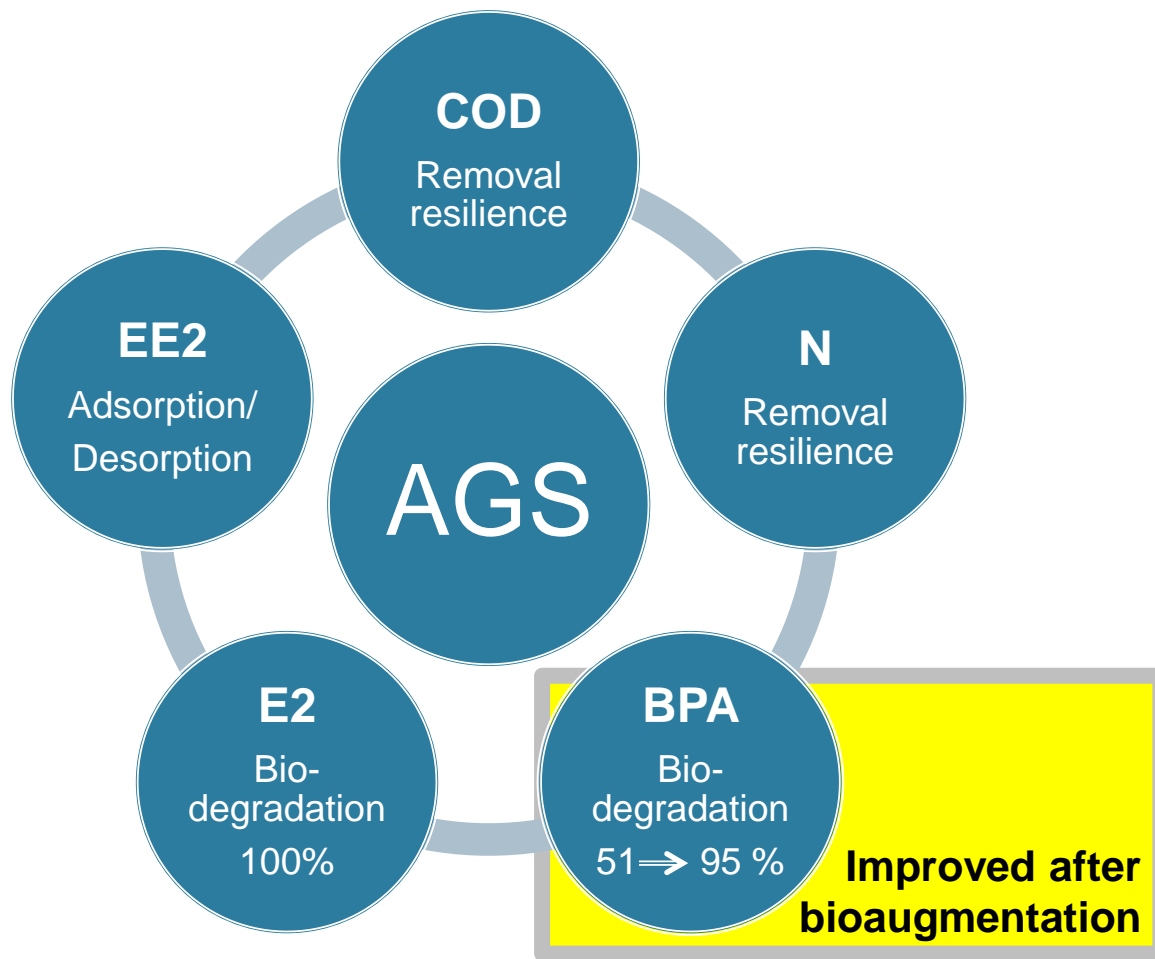 COD
Removal
resilience
N
Removal
resilience
BPA
Bio-
degradation
51⇒ 95 %
Improved after
bioaugmentation
E2
Bio-
degradation
100%
EE2
Adsorption/
Desorption
AGS